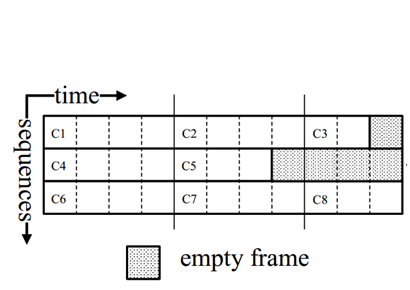 time
sequences
C1 C2 C3
C4 C5
C6 C7 C8
empty frame